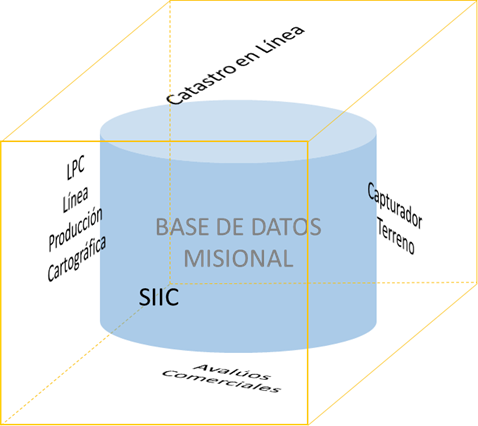 Catastro en Línea
LPC
Línea
Producción
Cartográfica
Capturador
Terreno
BASE DE DATOS
MISIONAL
SIIC
Avalúos
Comerciales